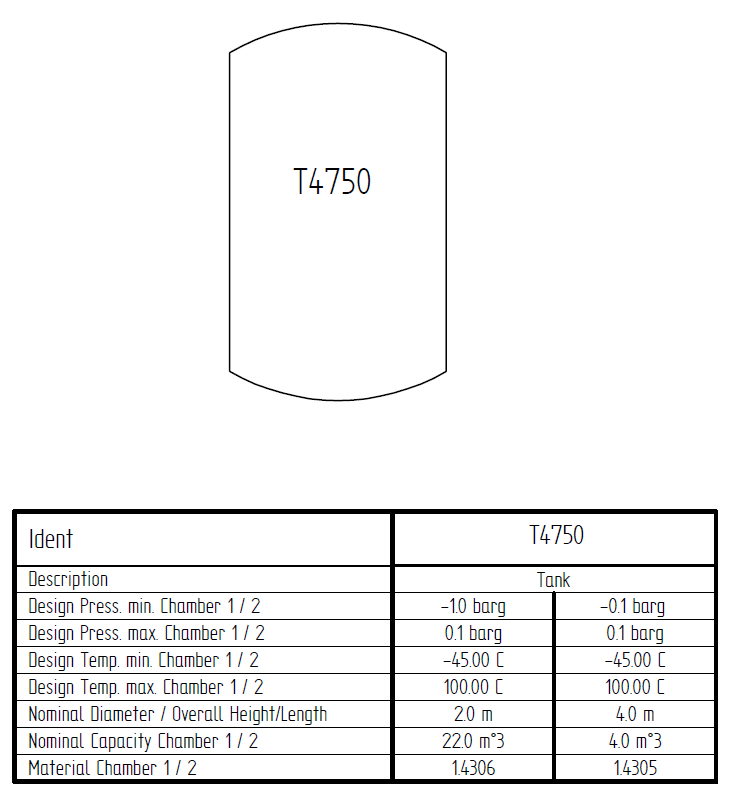 T4750
Ident T4750
Description Tank
Design Press. min. Chamber 1 / 2 -1.0 barg -0.1 barg
Design Press. max. Chamber 1 / 2 0.1 barg 0.1 barg
Design Temp. min. Chamber 1 / 2 -45.00 C -45.00 C
Design Temp. max. Chamber 1 / 2 100.00 C 100.00 C
Nominal Diameter / Overall Height/Length 2.0 m 4.0 m
Nominal Capacity Chamber 1 / 2 22.0 m°3 4.0 m°3
Material Chamber 1 / 2 1.4306 1.4305